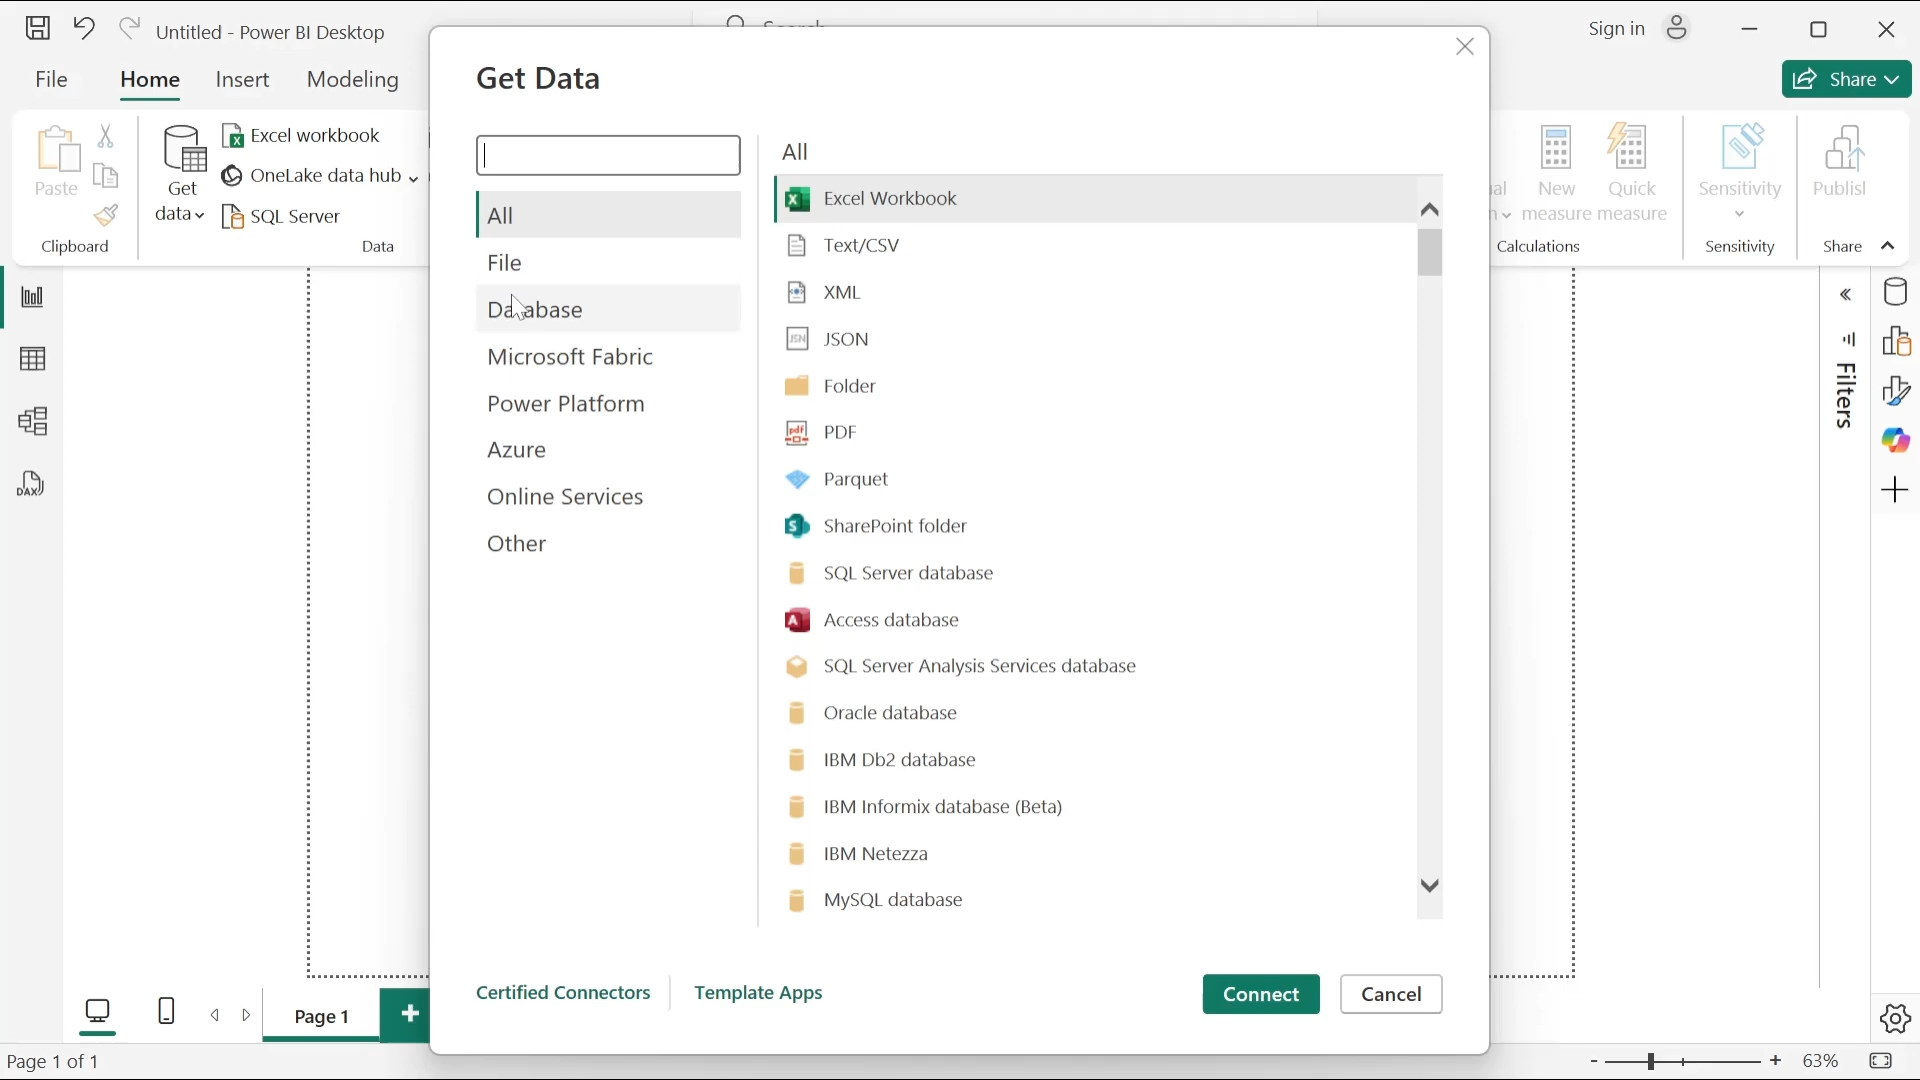 Untitled - Power BI Desktop
Sign in
File
Home
Insert
Modeling
Share
Paste
Clipboard
Get
data
Excel workbook
OneLake data hub
SQL Server
Data
New
measure
Quick
measure
Calculations
Sensitivity
Sensitivity
Share
Get Data
All
File
Database
Microsoft Fabric
Power Platform
Azure
Online Services
Other
All
Excel Workbook
Text/CSV
XML
JSON
Folder
PDF
Parquet
SharePoint folder
SQL Server database
Access database
SQL Server Analysis Services database
Oracle database
IBM Db2 database
IBM Informix database (Beta)
IBM Netezza
MySQL database
Certified Connectors
Template Apps
Connect
Cancel
Filters
DAX
Page 1
Page 1 of 1
63%